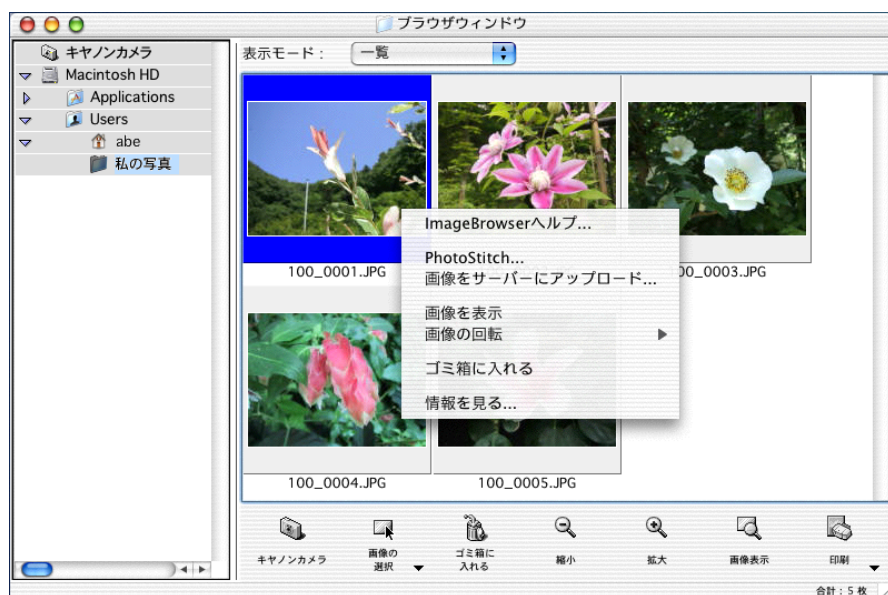 ブラウザウィンドウ
キヤノンカメラ
Macintosh HD
Applications
Users
abe
私の写真
表示モード：
一覧
100_0001.JPG
00_0003.JPG
100_0004.JPG
100_0005.JPG
ImageBrowserヘルプ...
PhotoStitch...
画像をサーバーにアップロード...
画像を表示
画像の回転
ゴミ箱に入れる
情報を見る...
キヤノンカメラ
画像の
選択
ゴミ箱に
入れる
縮小
拡大
画像表示
印刷
合計：5 枚